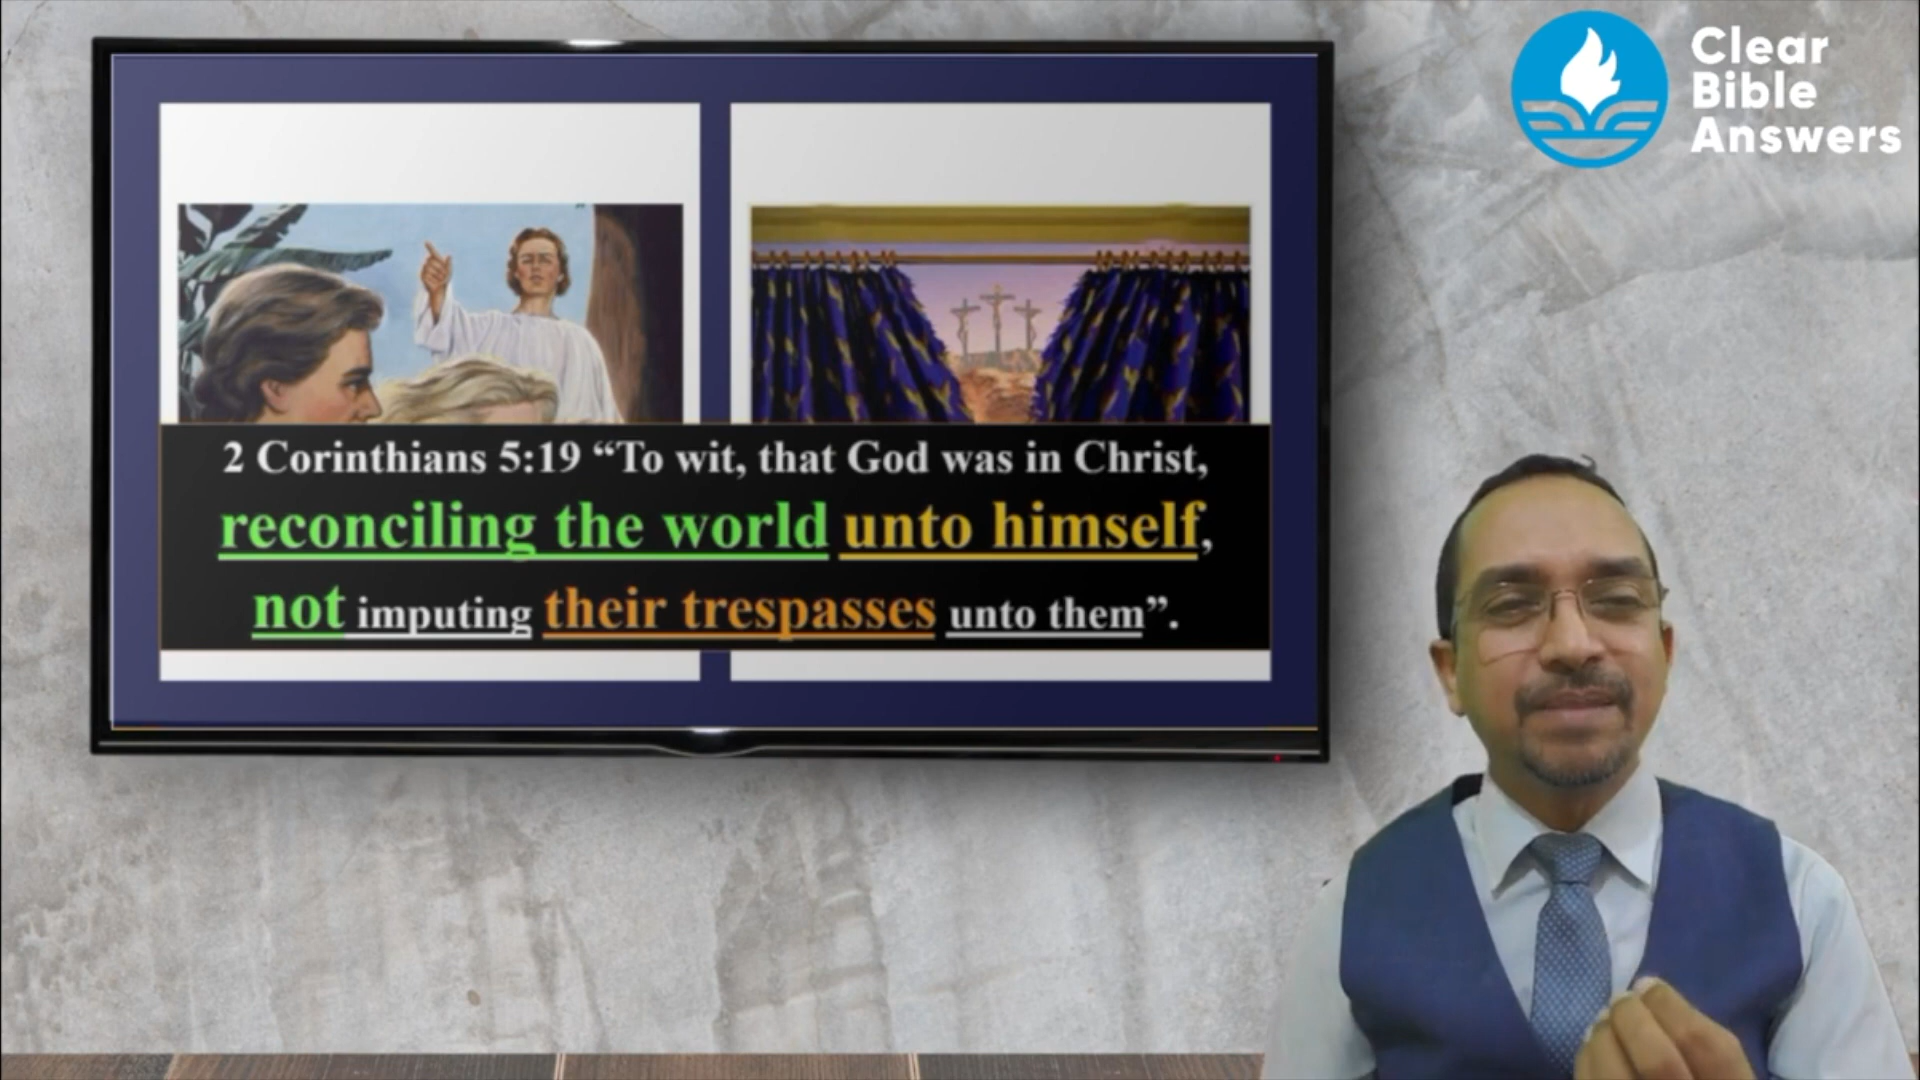 Clear
Bible
Answers
2 Corinthians 5:19 “To wit, that God was in Christ,
reconciling the world unto himself,
not imputing their trespasses unto them”.